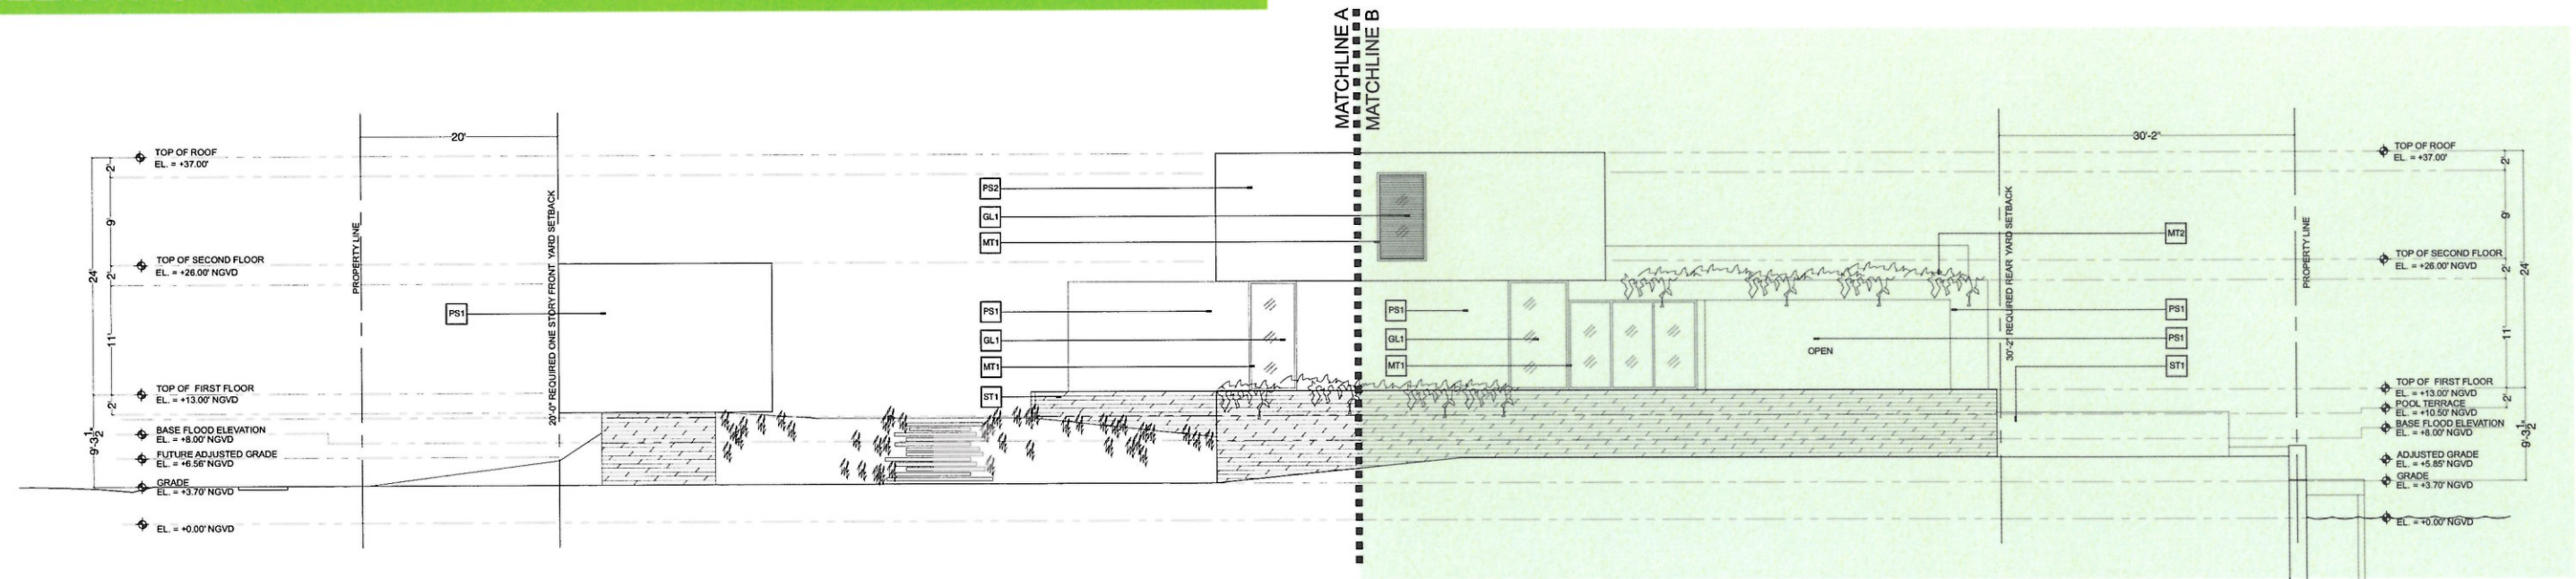 MATCHLINE A
MATCHLINE B
20'
30'-2"
TOP OF ROOF
EL. = +37.00'
2'
9'
24'
TOP OF SECOND FLOOR
EL. = +26.00' NGVD
2'
11'
TOP OF FIRST FLOOR
EL. = +13.00' NGVD
2'
BASE FLOOD ELEVATION
EL. = +8.00' NGVD
9'-3 1/2"
FUTURE ADJUSTED GRADE
EL. = +6.56' NGVD
GRADE
EL. = +3.70' NGVD
EL. = +0.00' NGVD
PROPERTY LINE
20'-0" REQUIRED ONE STORY FRONT YARD SETBACK
PS1
PS2
GL1
MT1
PS1
GL1
MT1
ST1
PS1
GL1
MT1
OPEN
30'-2" REQUIRED REAR YARD SETBACK
MT2
PS1
PS1
ST1
PROPERTY LINE
TOP OF ROOF
EL. = +37.00'
2'
9'
24'
TOP OF SECOND FLOOR
EL. = +26.00' NGVD
2'
11'
TOP OF FIRST FLOOR
EL. = +13.00' NGVD
POOL TERRACE
EL. = +10.50' NGVD
2'
BASE FLOOD ELEVATION
EL. = +8.00' NGVD
9'-3 1/2"
ADJUSTED GRADE
EL. = +5.85' NGVD
GRADE
EL. = +3.70' NGVD
EL. = +0.00' NGVD